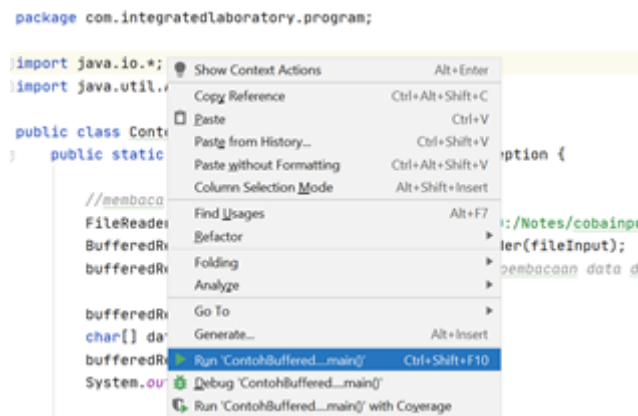 package com.integratedlaboratory.program;
import java.io.*;
import java.util.
public class Conto
public static
ption {
//membaca
FileReader
:/Notes/cobainpu
BufferedRe
der(fileInput);
bufferedRe
pembacaan data d
bufferedRe
char[] da
bufferedRe
System.ou
Show Context Actions Alt+Enter
Copy Reference Ctrl+Alt+Shift+C
Paste Ctrl+V
Paste from History... Ctrl+Shift+V
Paste without Formatting Ctrl+Alt+Shift+V
Column Selection Mode Alt+Shift+Insert
Find Usages Alt+F7
Refactor
Folding
Analyze
Go To
Generate... Alt+Insert
Run 'ContohBuffered....main()' Ctrl+Shift+F10
Debug 'ContohBuffered....main()'
Run 'ContohBuffered....main()' with Coverage